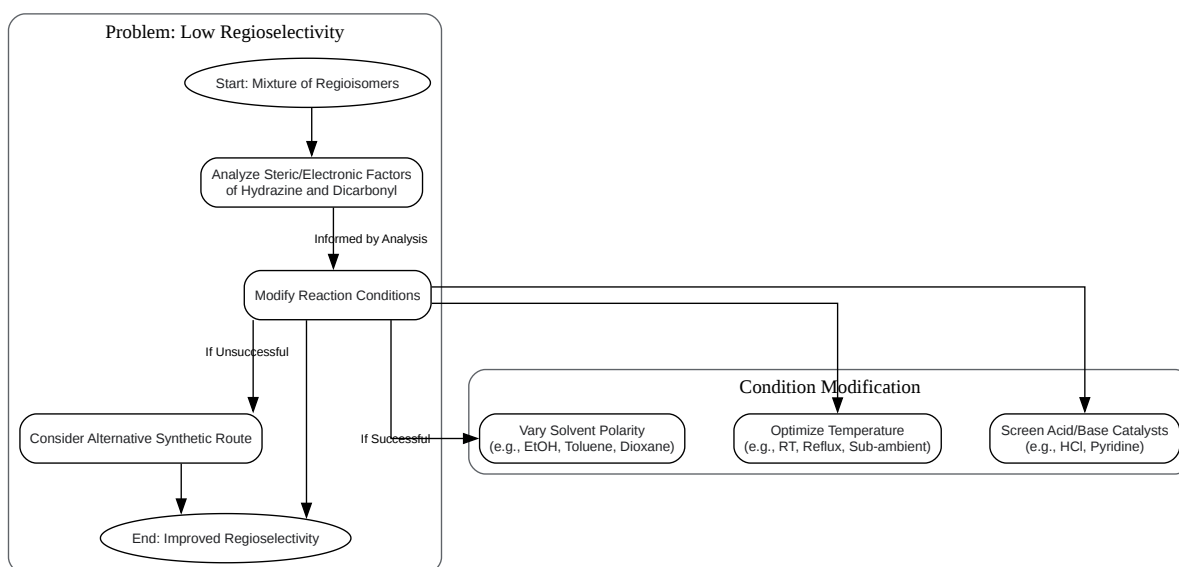 Problem: Low Regioselectivity
Start: Mixture of Regioisomers
Analyze Steric/Electronic Factors
of Hydrazine and Dicarbonyl
Informed by Analysis
Modify Reaction Conditions
If Unsuccessful
Condition Modification
Consider Alternative Synthetic Route
If Successful
Vary Solvent Polarity
(e.g., EtOH, Toluene, Dioxane)
Optimize Temperature
(e.g., RT, Reflux, Sub-ambient)
Screen Acid/Base Catalysts
(e.g., HCl, Pyridine)
End: Improved Regioselectivity